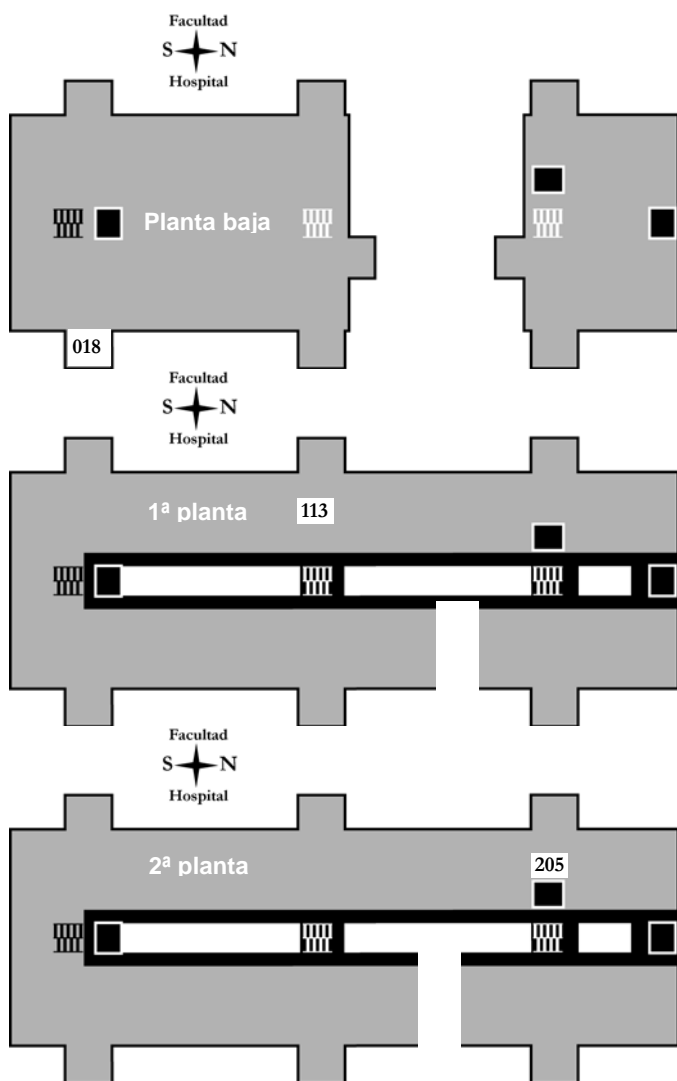 Facultad
S N
Hospital
Planta baja
018
Facultad
S N
Hospital
1ª planta
113
Facultad
S N
Hospital
2ª planta
205